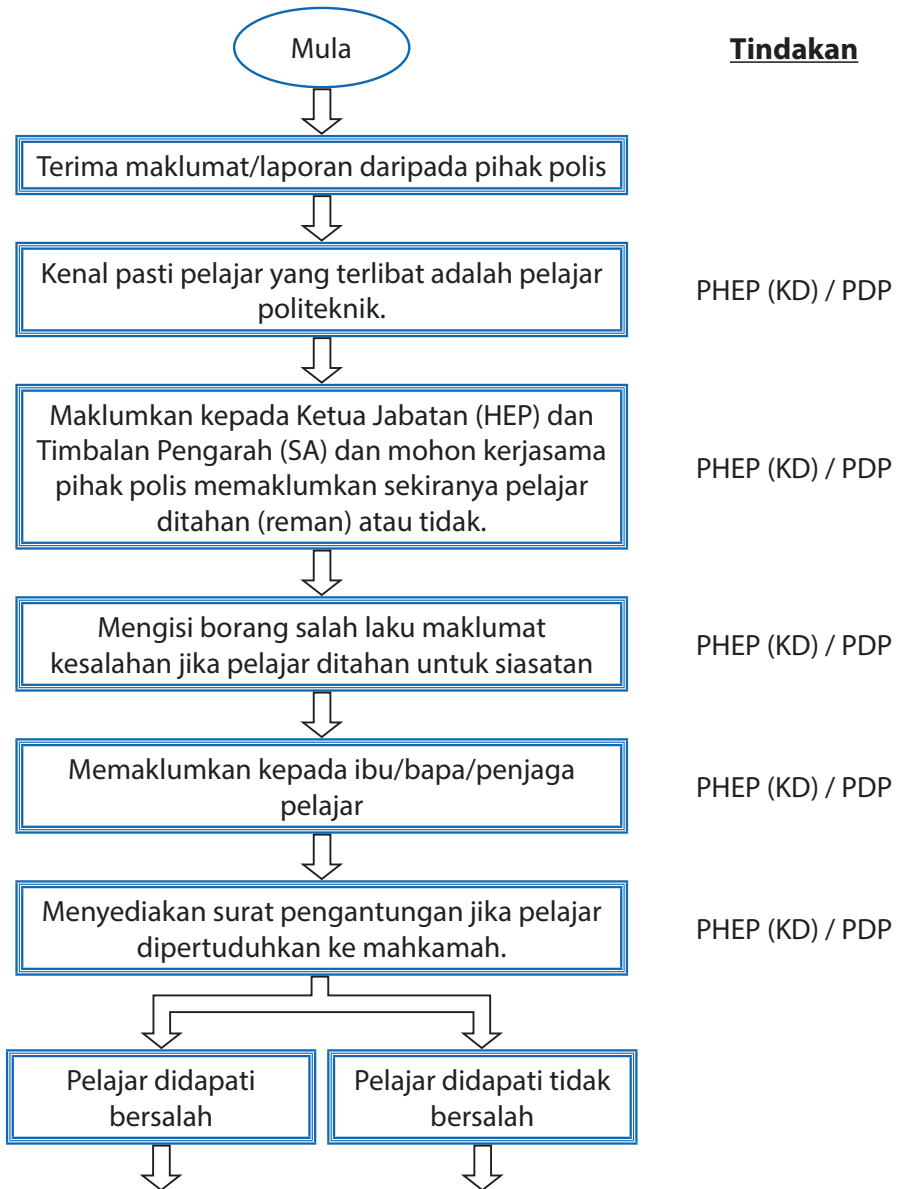 Mula
Tindakan
Terima maklumat/laporan daripada pihak polis
Kenal pasti pelajar yang terlibat adalah pelajar
politeknik.
PHEP (KD) / PDP
Maklumkan kepada Ketua Jabatan (HEP) dan
Timbalan Pengarah (SA) dan mohon kerjasama
pihak polis memaklumkan sekiranya pelajar
ditahan (reman) atau tidak.
PHEP (KD) / PDP
Mengisi borang salah laku maklumat
kesalahan jika pelajar ditahan untuk siasatan
PHEP (KD) / PDP
Memaklumkan kepada ibu/bapa/penjaga
pelajar
PHEP (KD) / PDP
Menyediakan surat pengantungan jika pelajar
dipertuduhkan ke mahkamah.
PHEP (KD) / PDP
Pelajar didapati
bersalah
Pelajar didapati tidak
bersalah